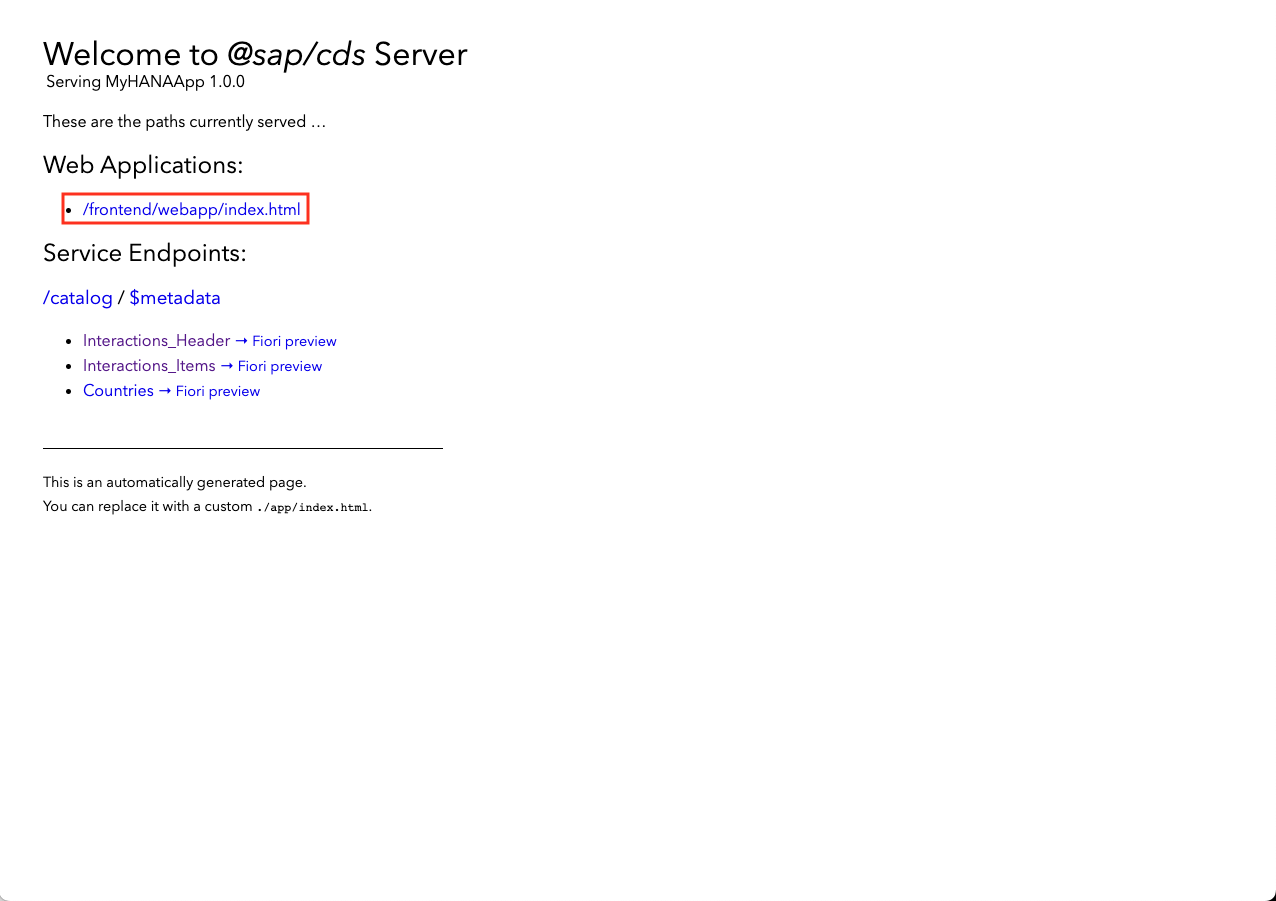 Welcome to @sap/cds Server
Serving MyHANAApp 1.0.0
These are the paths currently served …
Web Applications:
/frontend/webapp/index.html
Service Endpoints:
/catalog / $metadata
Interactions_Header → Fiori preview
Interactions_Items → Fiori preview
Countries → Fiori preview
This is an automatically generated page.
You can replace it with a custom ./app/index.html.